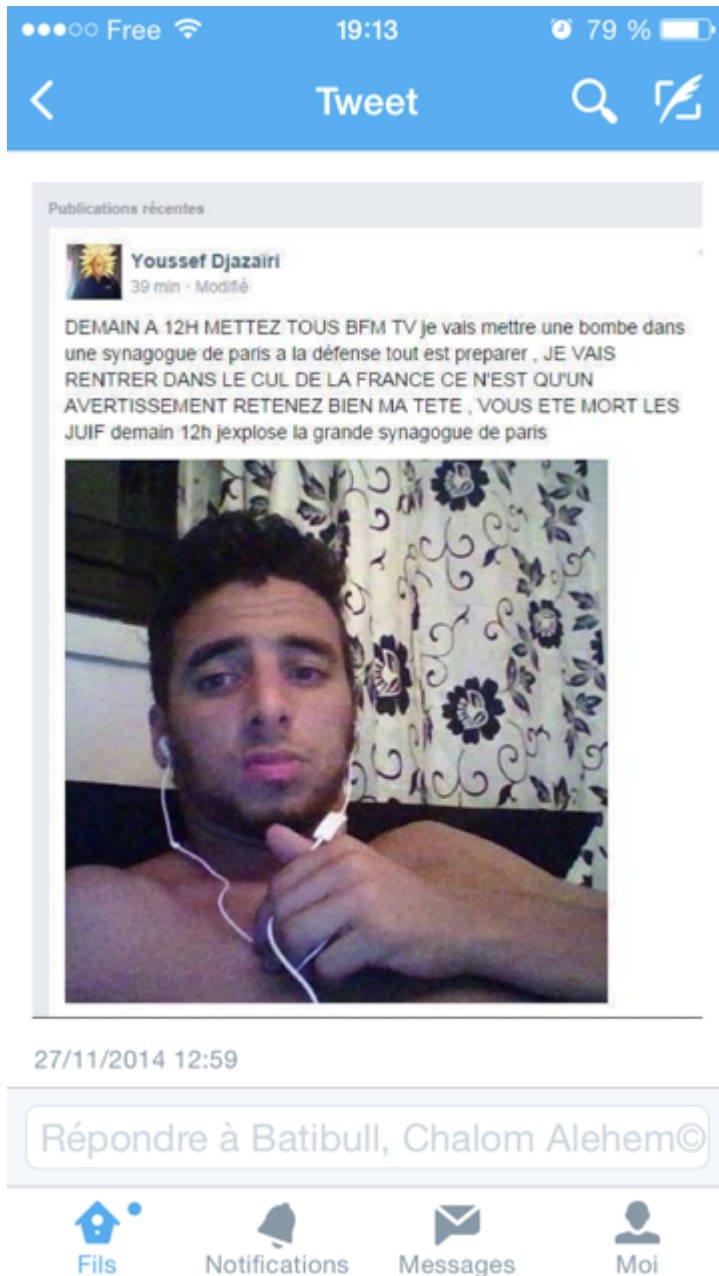 ●●●○○ Free 19:13 79 %
Tweet
Publications récentes
Youssef Djazaïri
39 min · Modifié
DEMAIN A 12H METTEZ TOUS BFM TV je vais mettre une bombe dans
une synagogue de paris a la défense tout est preparer , JE VAIS
RENTRER DANS LE CUL DE LA FRANCE CE N'EST QU'UN
AVERTISSEMENT RETENEZ BIEN MA TETE , VOUS ETE MORT LES
JUIF demain 12h jexplose la grande synagogue de paris
27/11/2014 12:59
Répondre à Batibull, Chalom Alehem©
Fils Notifications Messages Moi